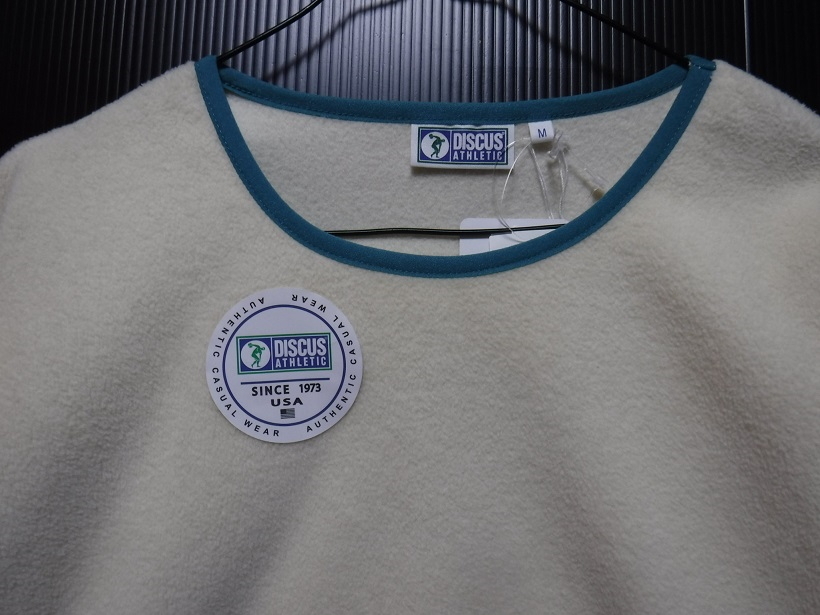 DISCUS
ATHLETIC
M
AUTHENTIC CASUAL WEAR
AUTHENTIC CASUAL WEAR
DISCUS
ATHLETIC
SINCE 1973
USA